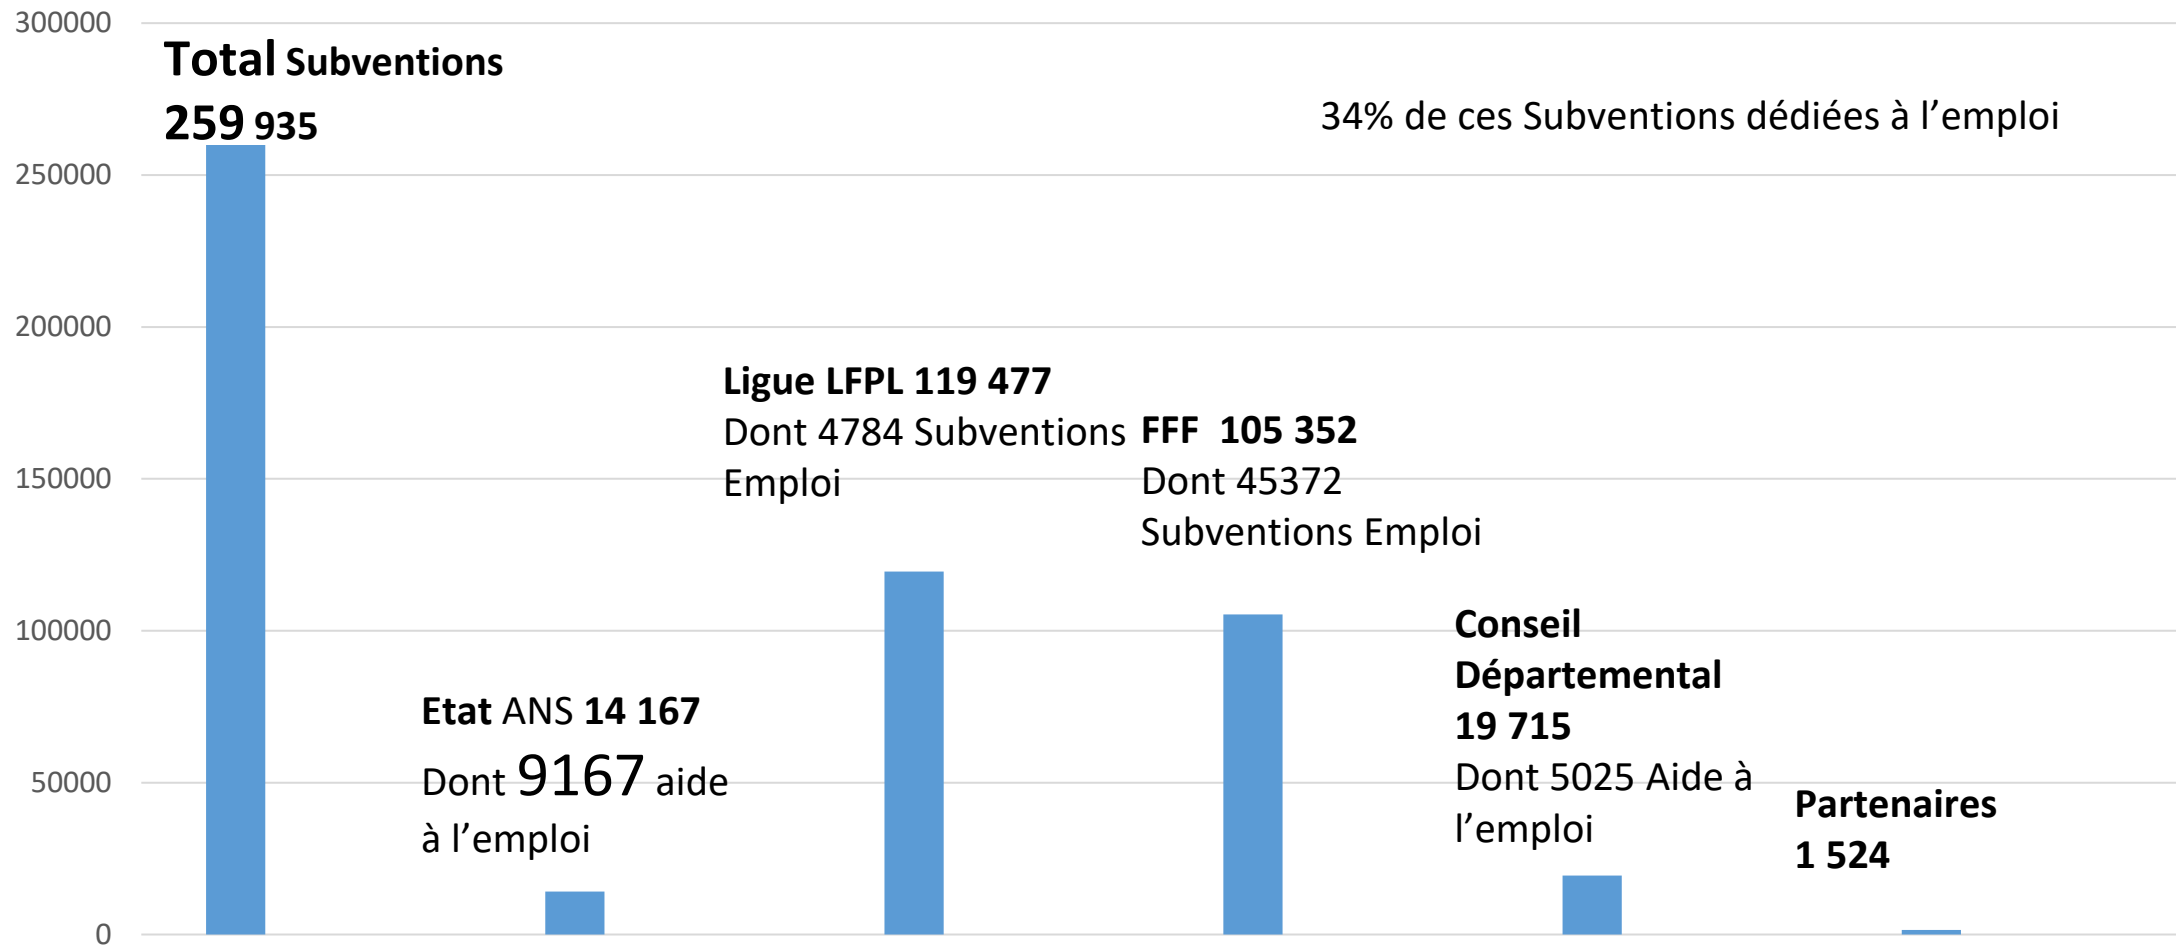 300000
250000
200000
150000
100000
50000
0
Total Subventions
259 935
34% de ces Subventions dédiées à l’emploi
Etat ANS 14 167
Dont 9167 aide
à l’emploi
Ligue LFPL 119 477
Dont 4784 Subventions
Emploi
FFF 105 352
Dont 45372
Subventions Emploi
Conseil
Départemental
19 715
Dont 5025 Aide à
l’emploi
Partenaires
1 524